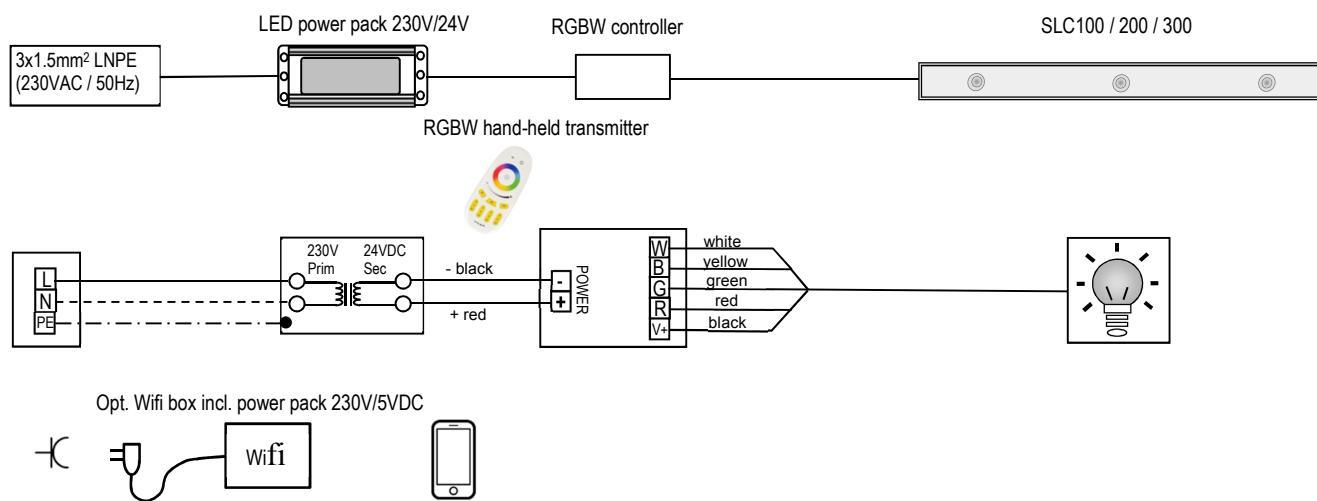 LED power pack 230V/24V
RGBW controller
SLC100 / 200 / 300
3x1.5mm² LNPE
(230VAC / 50Hz)
RGBW hand-held transmitter
230V
Prim
24VDC
Sec
L
N
PE
- black
+ red
-
+
POWER
W
B
G
R
V+
white
yellow
green
red
black
Opt. Wifi box incl. power pack 230V/5VDC
Wifi